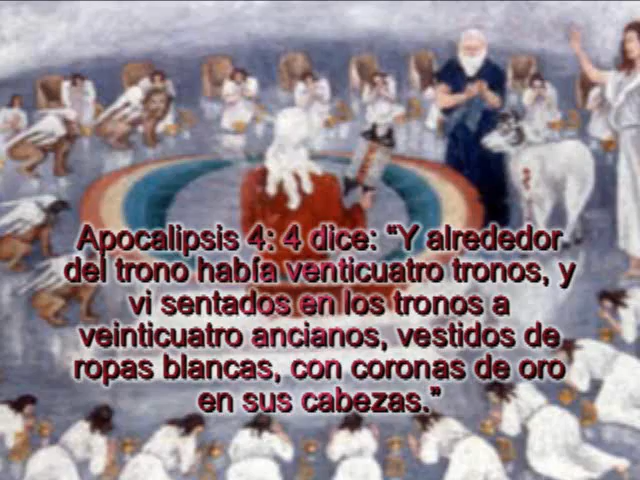 Apocalipsis 4: 4 dice: “Y alrededor
del trono había venticuatro tronos, y
vi sentados en los tronos a
veinticuatro ancianos, vestidos de
ropas blancas, con coronas de oro
en sus cabezas.”